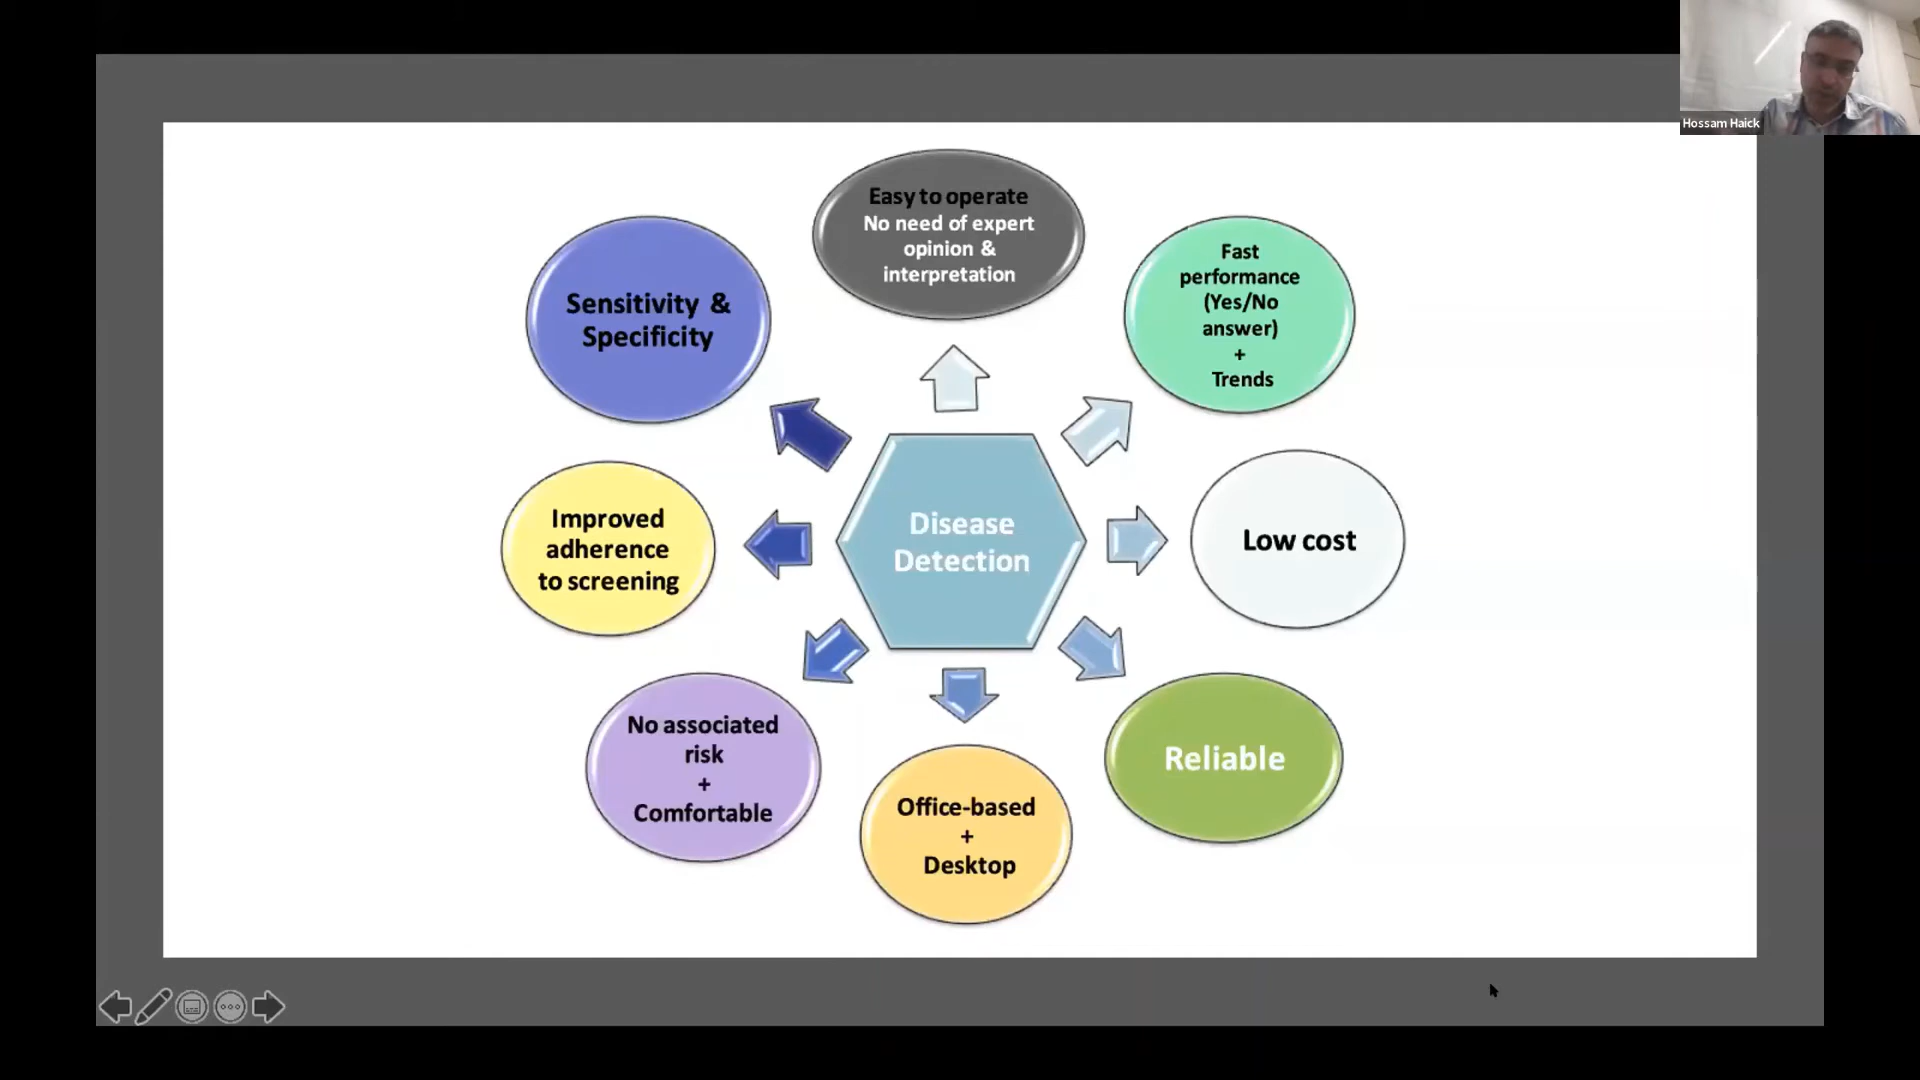 Hossam Haick
Easy to operate
No need of expert
opinion &
interpretation
Fast
performance
(Yes/No
answer)
+
Trends
Low cost
Reliable
Office-based
+
Desktop
No associated
risk
+
Comfortable
Improved
adherence
to screening
Sensitivity &
Specificity
Disease
Detection